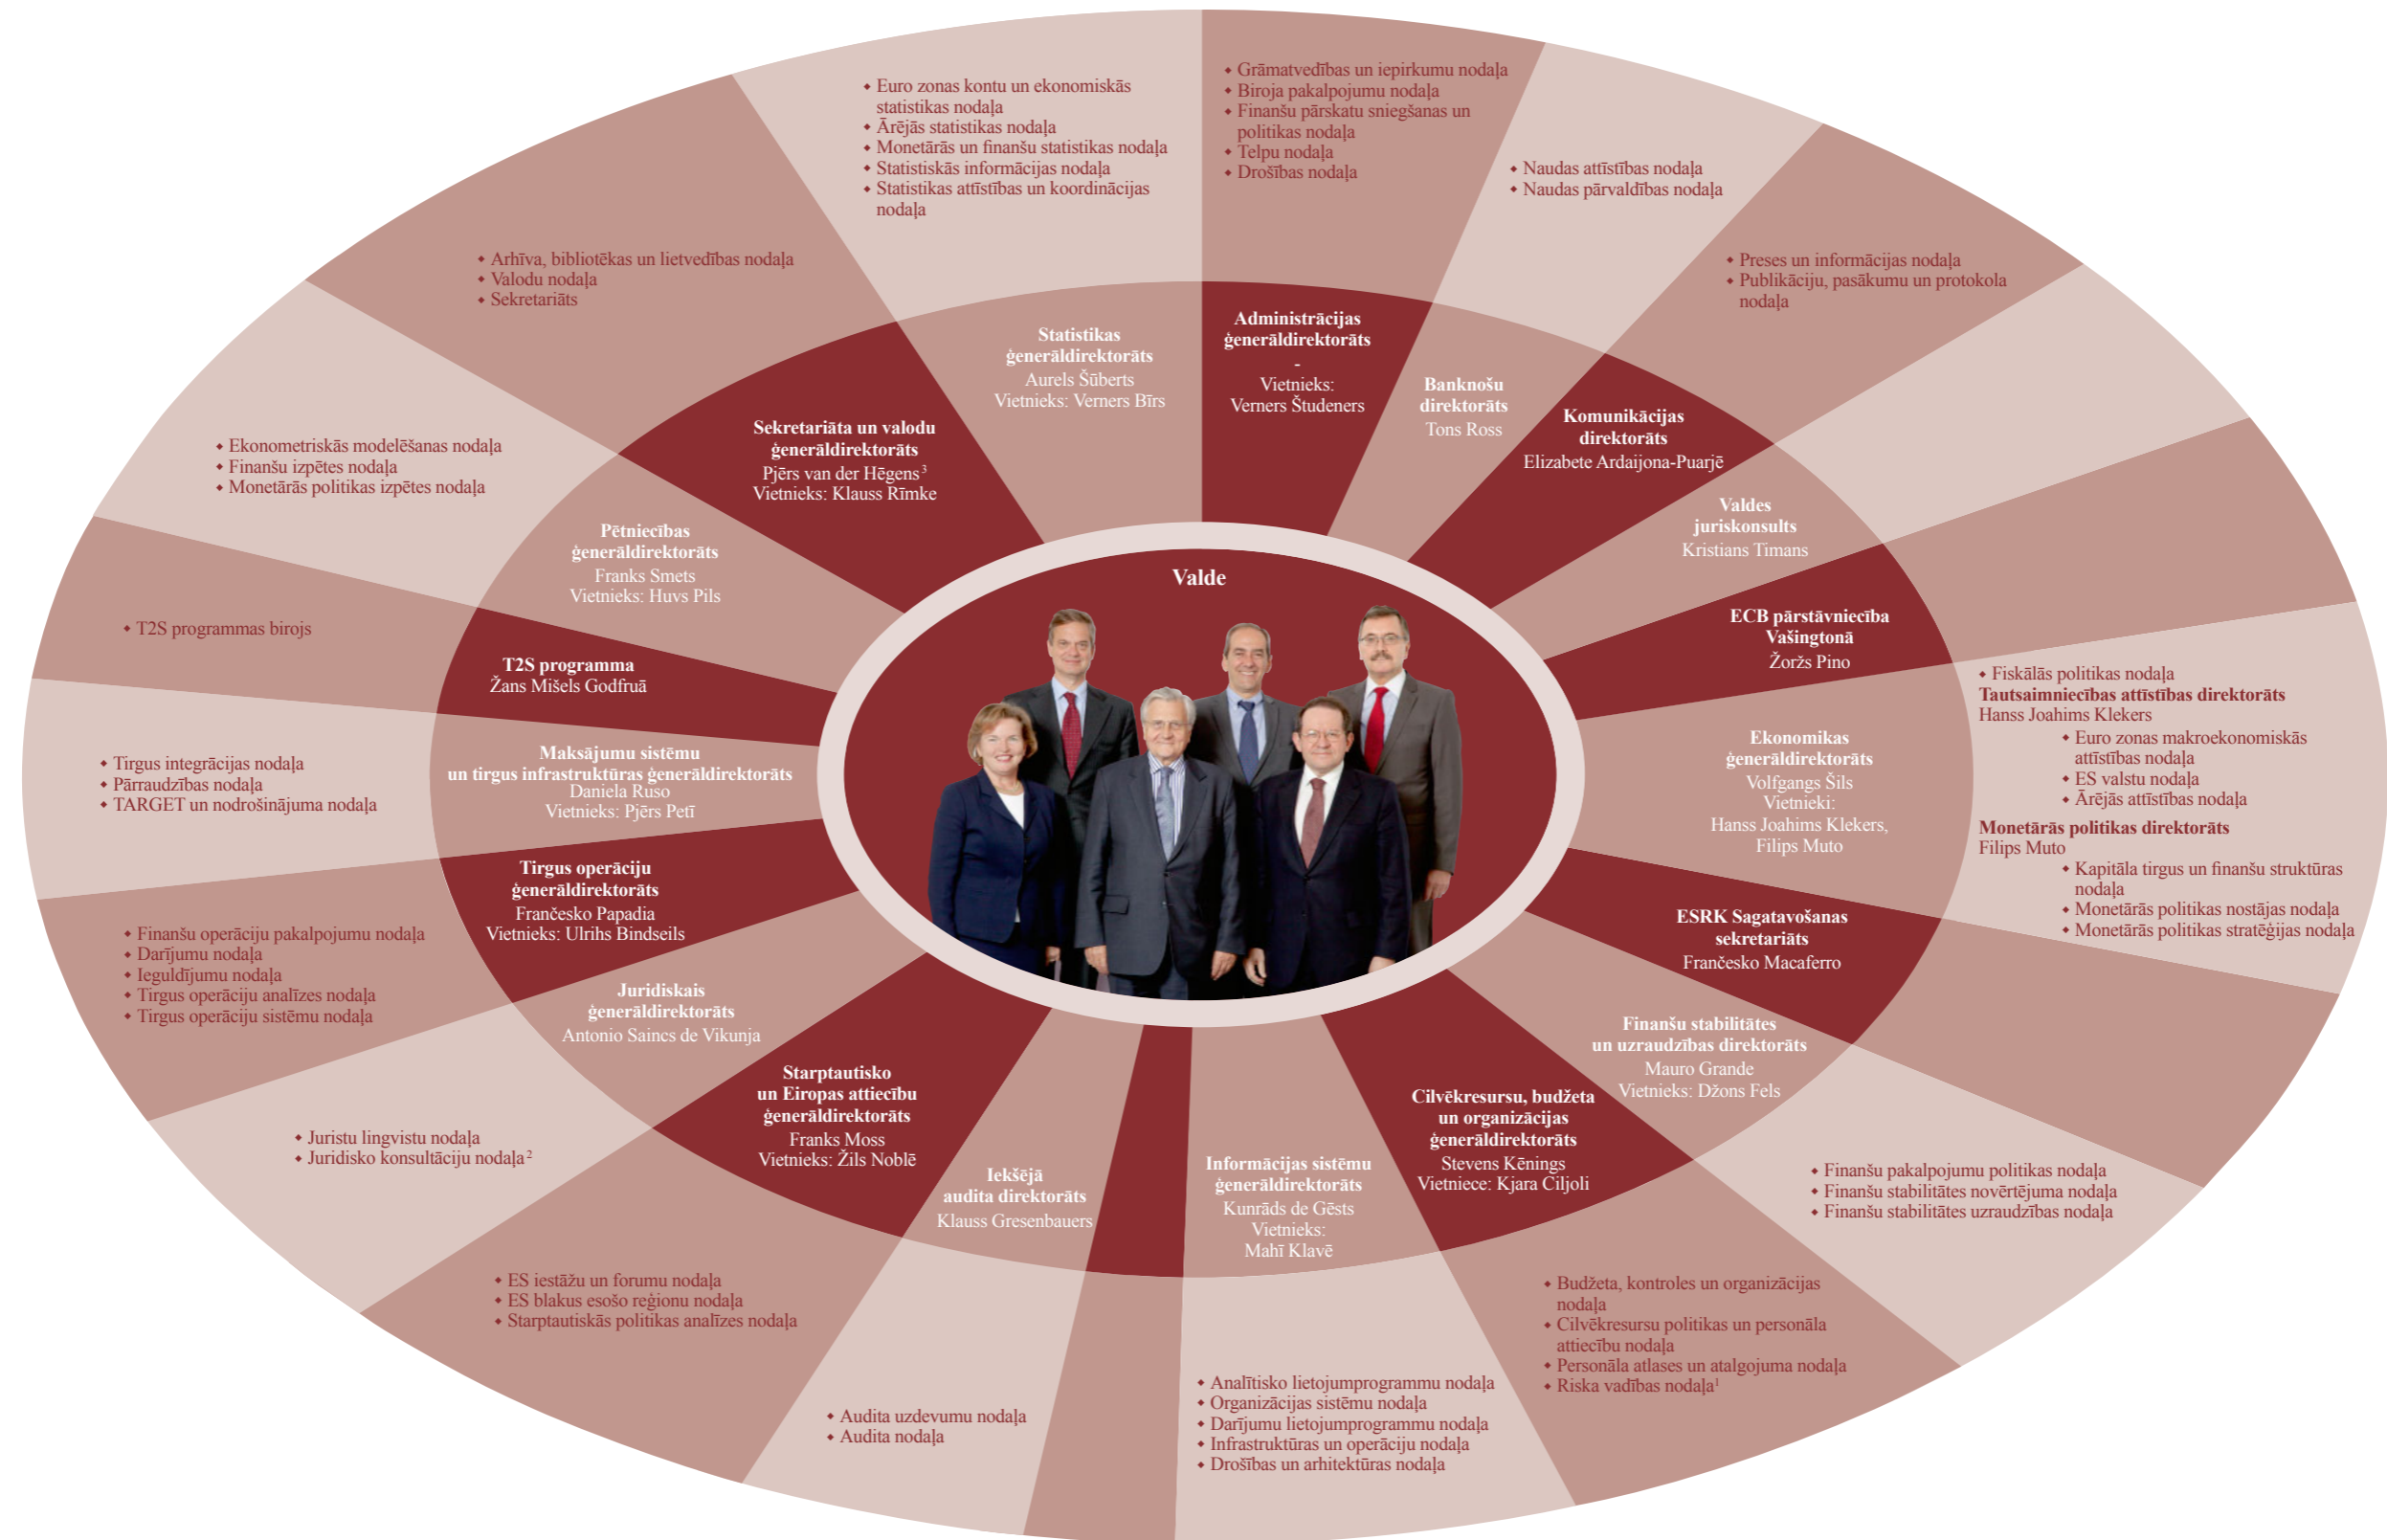 Valde
Administrācijas
ģenerāldirektorāts
-
Vietnieks:
Verners Študeners
◆ Grāmatvedības un iepirkumu nodaļa
◆ Biroja pakalpojumu nodaļa
◆ Finanšu pārskatu sniegšanas un
politikas nodaļa
◆ Telpu nodaļa
◆ Drošības nodaļa
Banknošu
direktorāts
Tons Ross
◆ Naudas attīstības nodaļa
◆ Naudas pārvaldības nodaļa
Komunikācijas
direktorāts
Elizabete Ardaijona-Puarjē
◆ Preses un informācijas nodaļa
◆ Publikāciju, pasākumu un protokola
nodaļa
Valdes
juriskonsults
Kristians Timans
ECB pārstāvniecība
Vašingtonā
Žoržs Pino
Ekonomikas
ģenerāldirektorāts
Volfgangs Šils
Vietnieki:
Hanss Joahims Klekers,
Filips Muto
◆ Fiskālās politikas nodaļa
Tautsaimniecības attīstības direktorāts
Hanss Joahims Klekers
◆ Euro zonas makroekonomiskās
attīstības nodaļa
◆ ES valstu nodaļa
◆ Ārējās attīstības nodaļa
Monetārās politikas direktorāts
Filips Muto
◆ Kapitāla tirgus un finanšu struktūras
nodaļa
◆ Monetārās politikas nostājas nodaļa
◆ Monetārās politikas stratēģijas nodaļa
ESRK Sagatavošanas
sekretariāts
Frančesko Macaferro
Finanšu stabilitātes
un uzraudzības direktorāts
Mauro Grande
Vietnieks: Džons Fels
◆ Finanšu pakalpojumu politikas nodaļa
◆ Finanšu stabilitātes novērtējuma nodaļa
◆ Finanšu stabilitātes uzraudzības nodaļa
Cilvēkresursu, budžeta
un organizācijas
ģenerāldirektorāts
Stevens Kēnings
Vietniece: Kjara Ciljoli
◆ Budžeta, kontroles un organizācijas
nodaļa
◆ Cilvēkresursu politikas un personāla
attiecību nodaļa
◆ Personāla atlases un atalgojuma nodaļa
◆ Riska vadības nodaļa¹
Informācijas sistēmu
ģenerāldirektorāts
Kunrāds de Gēsts
Vietnieks:
Mahī Klavē
◆ Analītisko lietojumprogrammu nodaļa
◆ Organizācijas sistēmu nodaļa
◆ Darījumu lietojumprogrammu nodaļa
◆ Infrastruktūras un operāciju nodaļa
◆ Drošības un arhitektūras nodaļa
Iekšējā
audita direktorāts
Klauss Gresenbauers
◆ Audita uzdevumu nodaļa
◆ Audita nodaļa
Starptautisko
un Eiropas attiecību
ģenerāldirektorāts
Franks Moss
Vietnieks: Žils Noblē
◆ ES iestāžu un forumu nodaļa
◆ ES blakus esošo reģionu nodaļa
◆ Starptautiskās politikas analīzes nodaļa
Juridiskais
ģenerāldirektorāts
Antonio Saincs de Vikunja
◆ Juristu lingvistu nodaļa
◆ Juridisko konsultāciju nodaļa²
Tirgus operāciju
ģenerāldirektorāts
Frančesko Papadia
Vietnieks: Ulrihs Bindseils
◆ Finanšu operāciju pakalpojumu nodaļa
◆ Darījumu nodaļa
◆ Ieguldījumu nodaļa
◆ Tirgus operāciju analīzes nodaļa
◆ Tirgus operāciju sistēmu nodaļa
Maksājumu sistēmu
un tirgus infrastruktūras ģenerāldirektorāts
Daniela Ruso
Vietnieks: Pjērs Petī
◆ Tirgus integrācijas nodaļa
◆ Pārraudzības nodaļa
◆ TARGET un nodrošinājuma nodaļa
T2S programma
Žans Mišels Godfruā
◆ T2S programmas birojs
Pētniecības
ģenerāldirektorāts
Franks Smets
Vietnieks: Huvs Pils
◆ Ekonometriskās modelēšanas nodaļa
◆ Finanšu izpētes nodaļa
◆ Monetārās politikas izpētes nodaļa
Sekretariāta un valodu
ģenerāldirektorāts
Pjērs van der Hēgens³
Vietnieks: Klauss Rīmke
◆ Arhīva, bibliotēkas un lietvedības nodaļa
◆ Valodu nodaļa
◆ Sekretariāts
Statistikas
ģenerāldirektorāts
Aurels Šūberts
Vietnieks: Verners Bīrs
◆ Euro zonas kontu un ekonomiskās
statistikas nodaļa
◆ Ārējās statistikas nodaļa
◆ Monetārās un finanšu statistikas nodaļa
◆ Statistiskās informācijas nodaļa
◆ Statistikas attīstības un koordinācijas
nodaļa